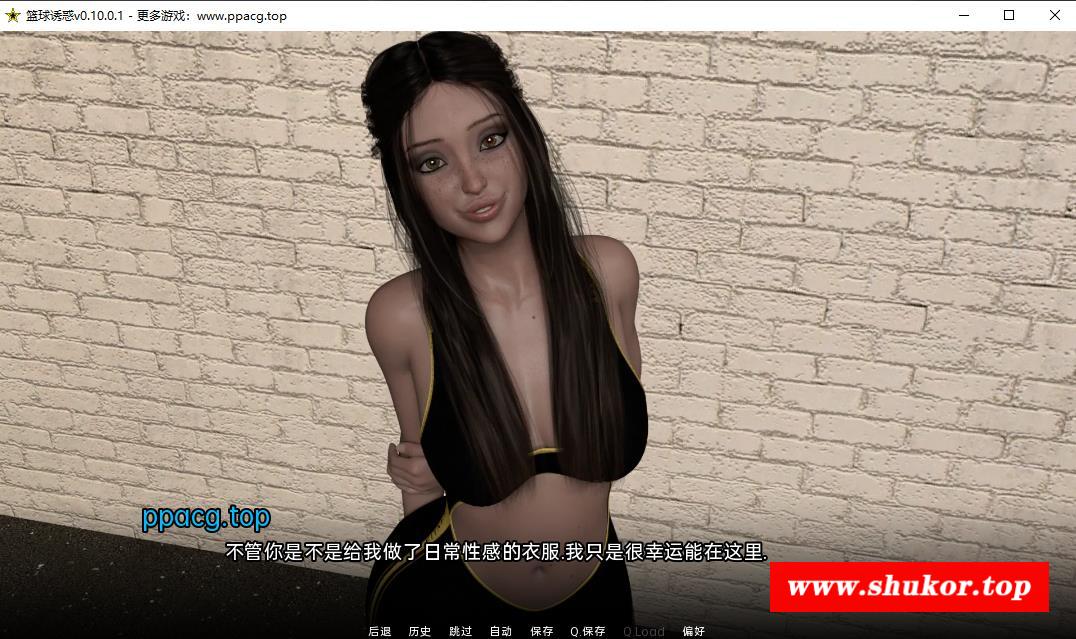 篮球诱惑v0.10.0.1 - 更多游戏：www.ppacg.top
ppacg.top
不管你是不是给我做了日常性感的衣服.我只是很幸运能在这里.
www.shukor.top
后退 历史 跳过 自动 保存 Q.保存 Q.Load 偏好